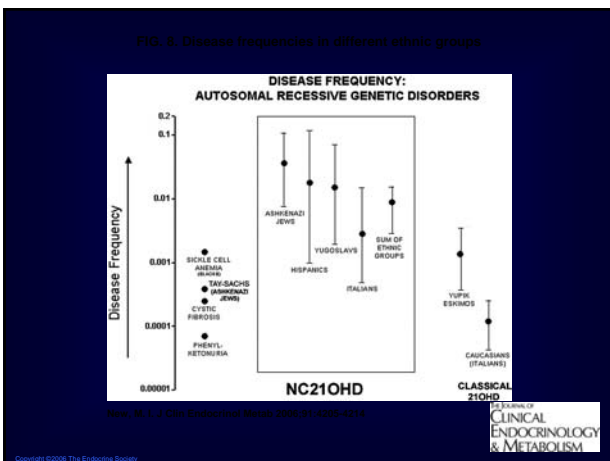 FIG. 3. Disease frequencies in different ethnic groups
DISEASE FREQUENCY:
AUTOSOMAL RECESSIVE GENETIC DISORDERS
Disease Frequency
0.2
0.1
0.01
0.001
0.0001
0.00001
SICKLE CELL
ANEMIA
(BLACKS)
TAY-SACHS
(ASHKENAZI
JEWS)
CYSTIC
FIBROSIS
PHENYL-
KETONURIA
ASHKENAZI
JEWS
HISPANICS
YUGOSLAVS
ITALIANS
SUM OF
ETHNIC
GROUPS
NC21OHD
YUPIK
ESKIMOS
CAUCASIANS
(ITALIANS)
CLASSICAL
21OHD
THE JOURNAL OF
CLINICAL
ENDOCRINOLOGY
& METABOLISM
Copyright ©2006 The Endocrine Society